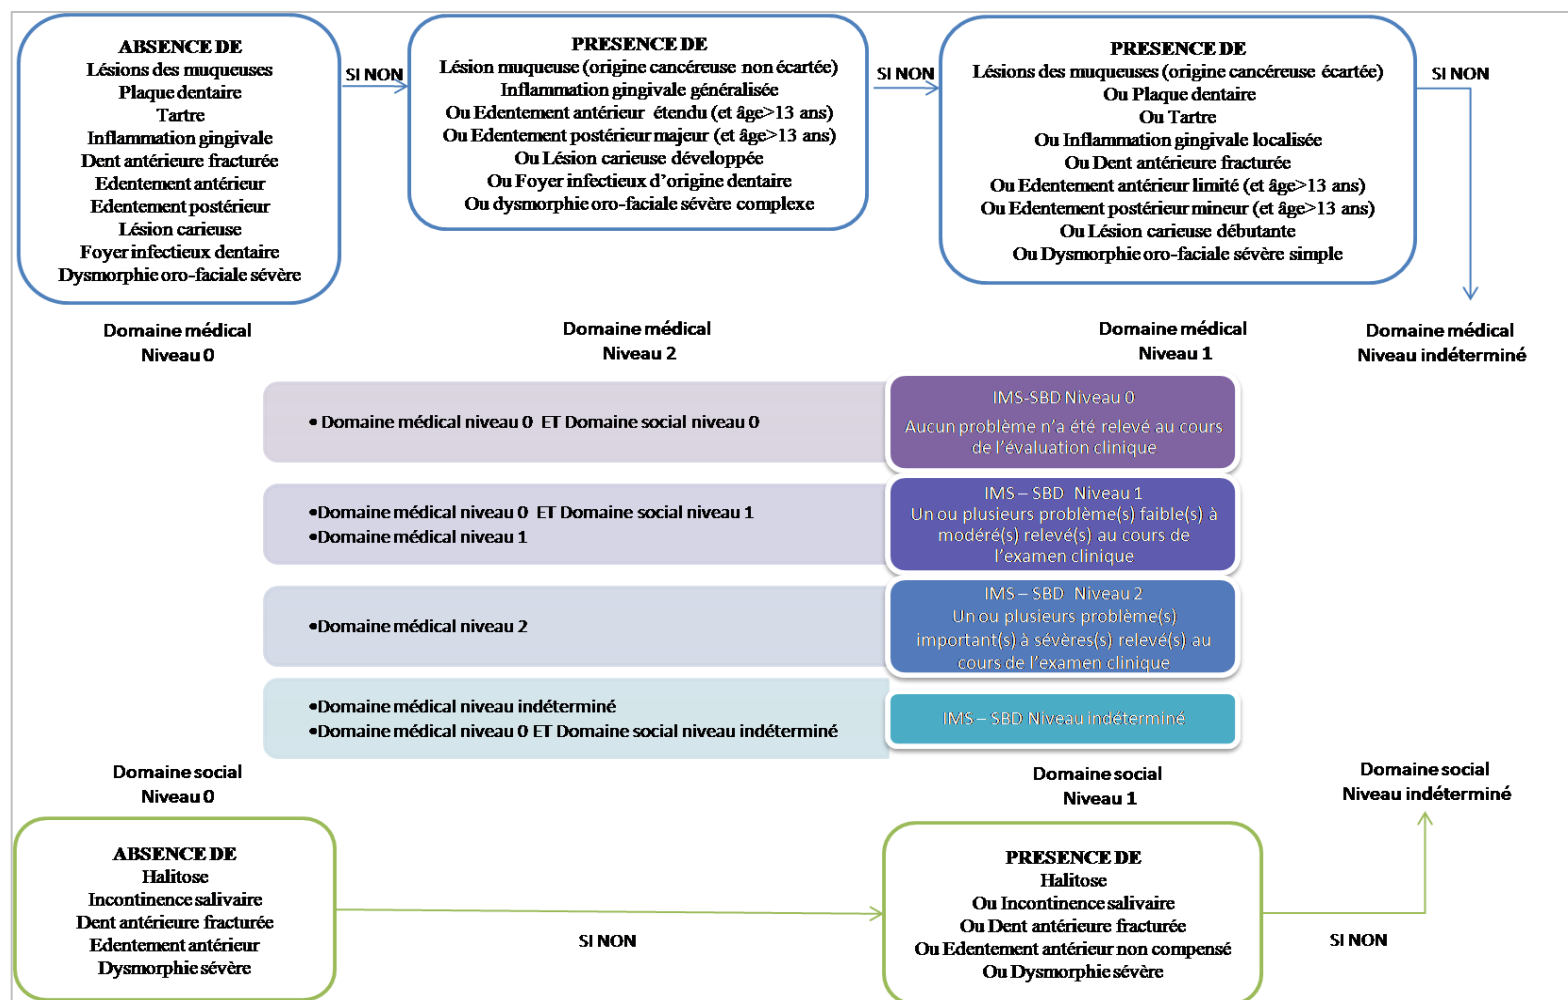 ABSENCE DE
Lésions des muqueuses
Plaque dentaire
Tartre
Inflammation gingivale
Dent antérieure fracturée
Edentement antérieur
Edentement postérieur
Lésion carieuse
Foyer infectieux dentaire
Dysmorphie oro-faciale sévère
SI NON
PRESENCE DE
Lésion muqueuse (origine cancéreuse non écartée)
Inflammation gingivale généralisée
Ou Edentement antérieur étendu (et âge>13 ans)
Ou Edentement postérieur majeur (et âge>13 ans)
Ou Lésion carieuse développée
Ou Foyer infectieux d'origine dentaire
Ou dysmorphie oro-faciale sévère complexe
SI NON
PRESENCE DE
Lésions des muqueuses (origine cancéreuse écartée)
Ou Plaque dentaire
Ou Tartre
Ou Inflammation gingivale localisée
Ou Dent antérieure fracturée
Ou Edentement antérieur limité (et âge>13 ans)
Ou Edentement postérieur mineur (et âge>13 ans)
Ou Lésion carieuse débutante
Ou Dysmorphie oro-faciale sévère simple
SI NON
Domaine médical
Niveau 0
Domaine médical
Niveau 2
Domaine médical
Niveau 1
Domaine médical
Niveau indéterminé
• Domaine médical niveau 0 ET Domaine social niveau 0
IMS-SBD Niveau 0
Aucun problème n'a été relevé au cours
de l'évaluation clinique
•Domaine médical niveau 0 ET Domaine social niveau 1
•Domaine médical niveau 1
IMS – SBD Niveau 1
Un ou plusieurs problème(s) faible(s) à
modéré(s) relevé(s) au cours de
l'examen clinique
•Domaine médical niveau 2
IMS – SBD Niveau 2
Un ou plusieurs problème(s)
important(s) à sévères(s) relevé(s) au
cours de l'examen clinique
•Domaine médical niveau indéterminé
•Domaine médical niveau 0 ET Domaine social niveau indéterminé
IMS – SBD Niveau indéterminé
Domaine social
Niveau 0
Domaine social
Niveau 1
Domaine social
Niveau indéterminé
ABSENCE DE
Halitose
Incontinence salivaire
Dent antérieure fracturée
Edentement antérieur
Dysmorphie sévère
SI NON
PRESENCE DE
Halitose
Ou Incontinence salivaire
Ou Dent antérieure fracturée
Ou Edentement antérieur non compensé
Ou Dysmorphie sévère
SI NON